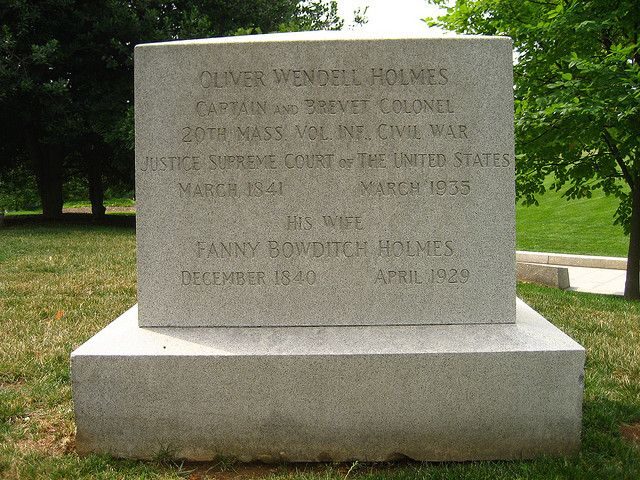 OLIVER WENDELL HOLMES
CAPTAIN AND BREVET COLONEL
20TH MASS. VOL. INF., CIVIL WAR
JUSTICE SUPREME COURT OF THE UNITED STATES
MARCH 1841 MARCH 1935
HIS WIFE
FANNY BOWDITCH HOLMES
DECEMBER 1840 APRIL 1929